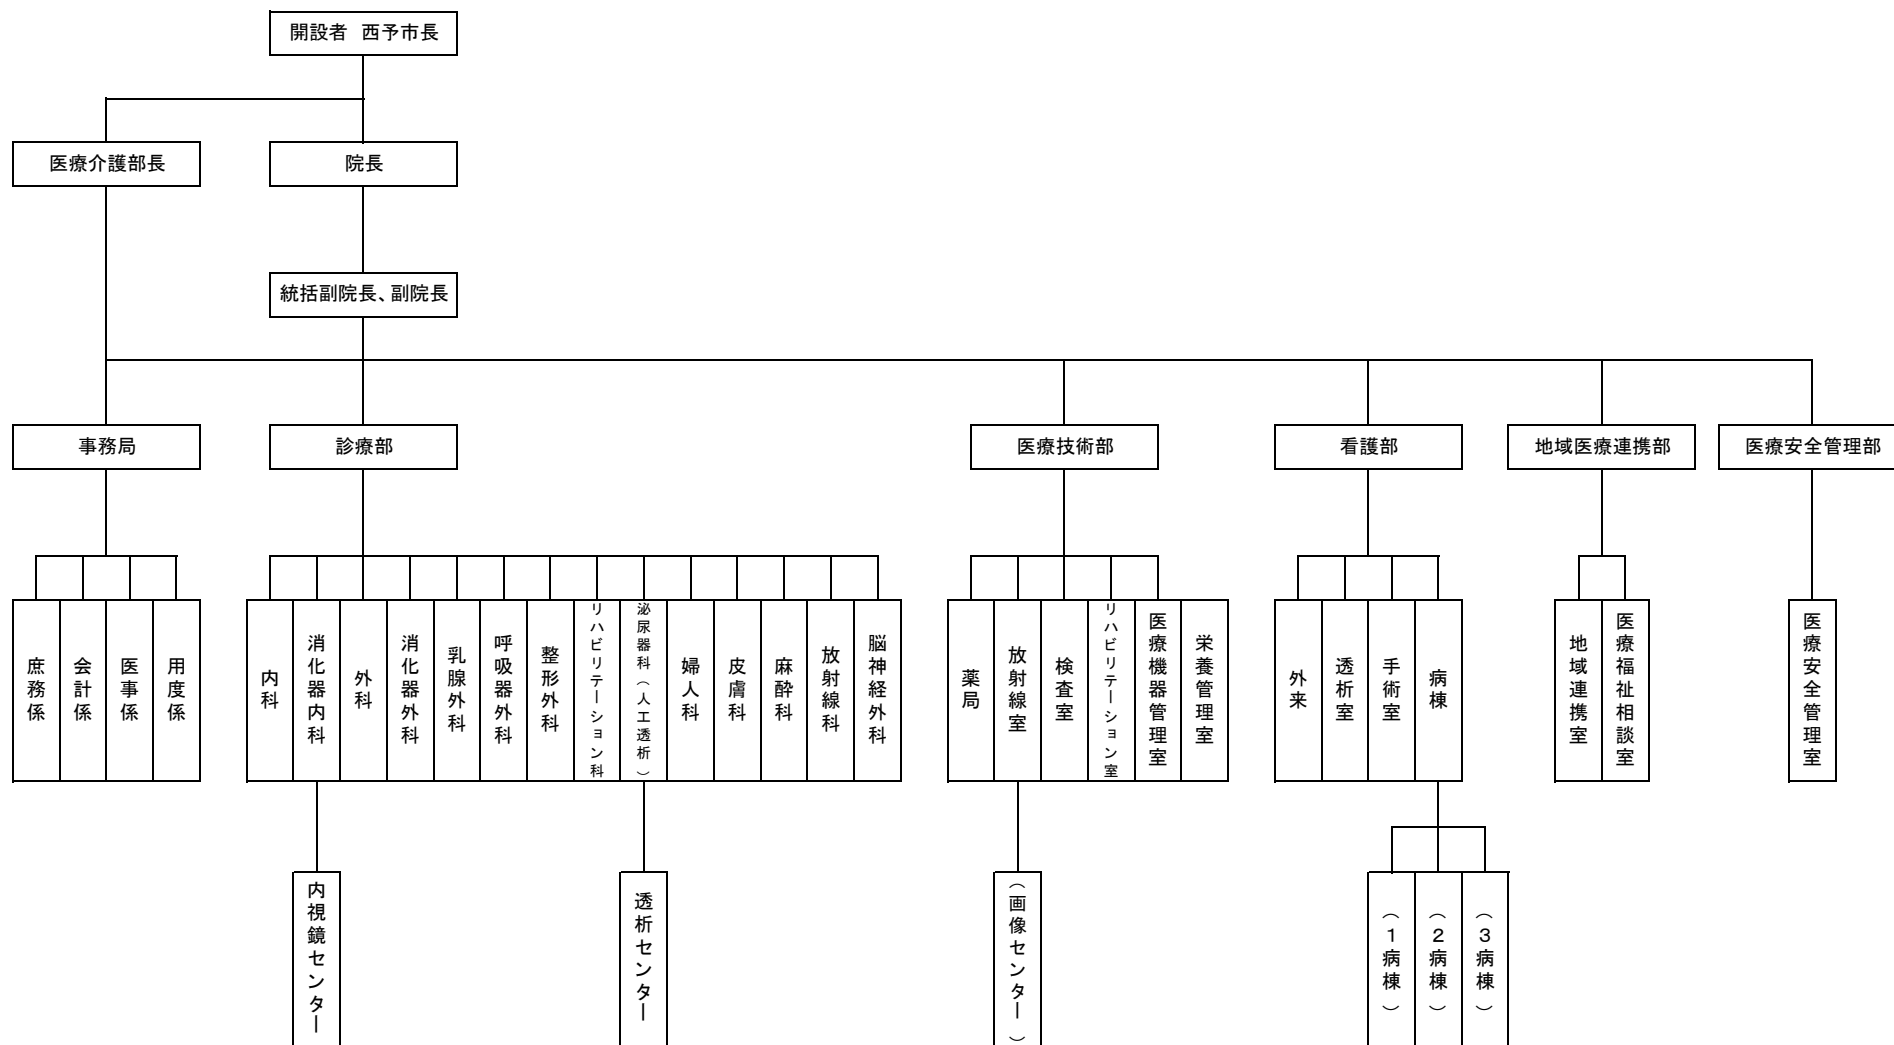 開設者 西予市長
医療介護部長
院長
統括副院長、副院長
事務局
診療部
医療技術部
看護部
地域医療連携部
医療安全管理部
庶務係
会計係
医事係
用度係
内科
消化器内科
外科
消化器外科
乳腺外科
呼吸器外科
整形外科
リハビリテーション科
泌尿器科（人工透析）
婦人科
皮膚科
麻酔科
放射線科
脳神経外科
薬局
放射線室
検査室
リハビリテーション室
医療機器管理室
栄養管理室
外来
透析室
手術室
病棟
地域連携室
医療福祉相談室
医療安全管理室
内視鏡センター
透析センター
（画像センター）
（１病棟）
（２病棟）
（３病棟）